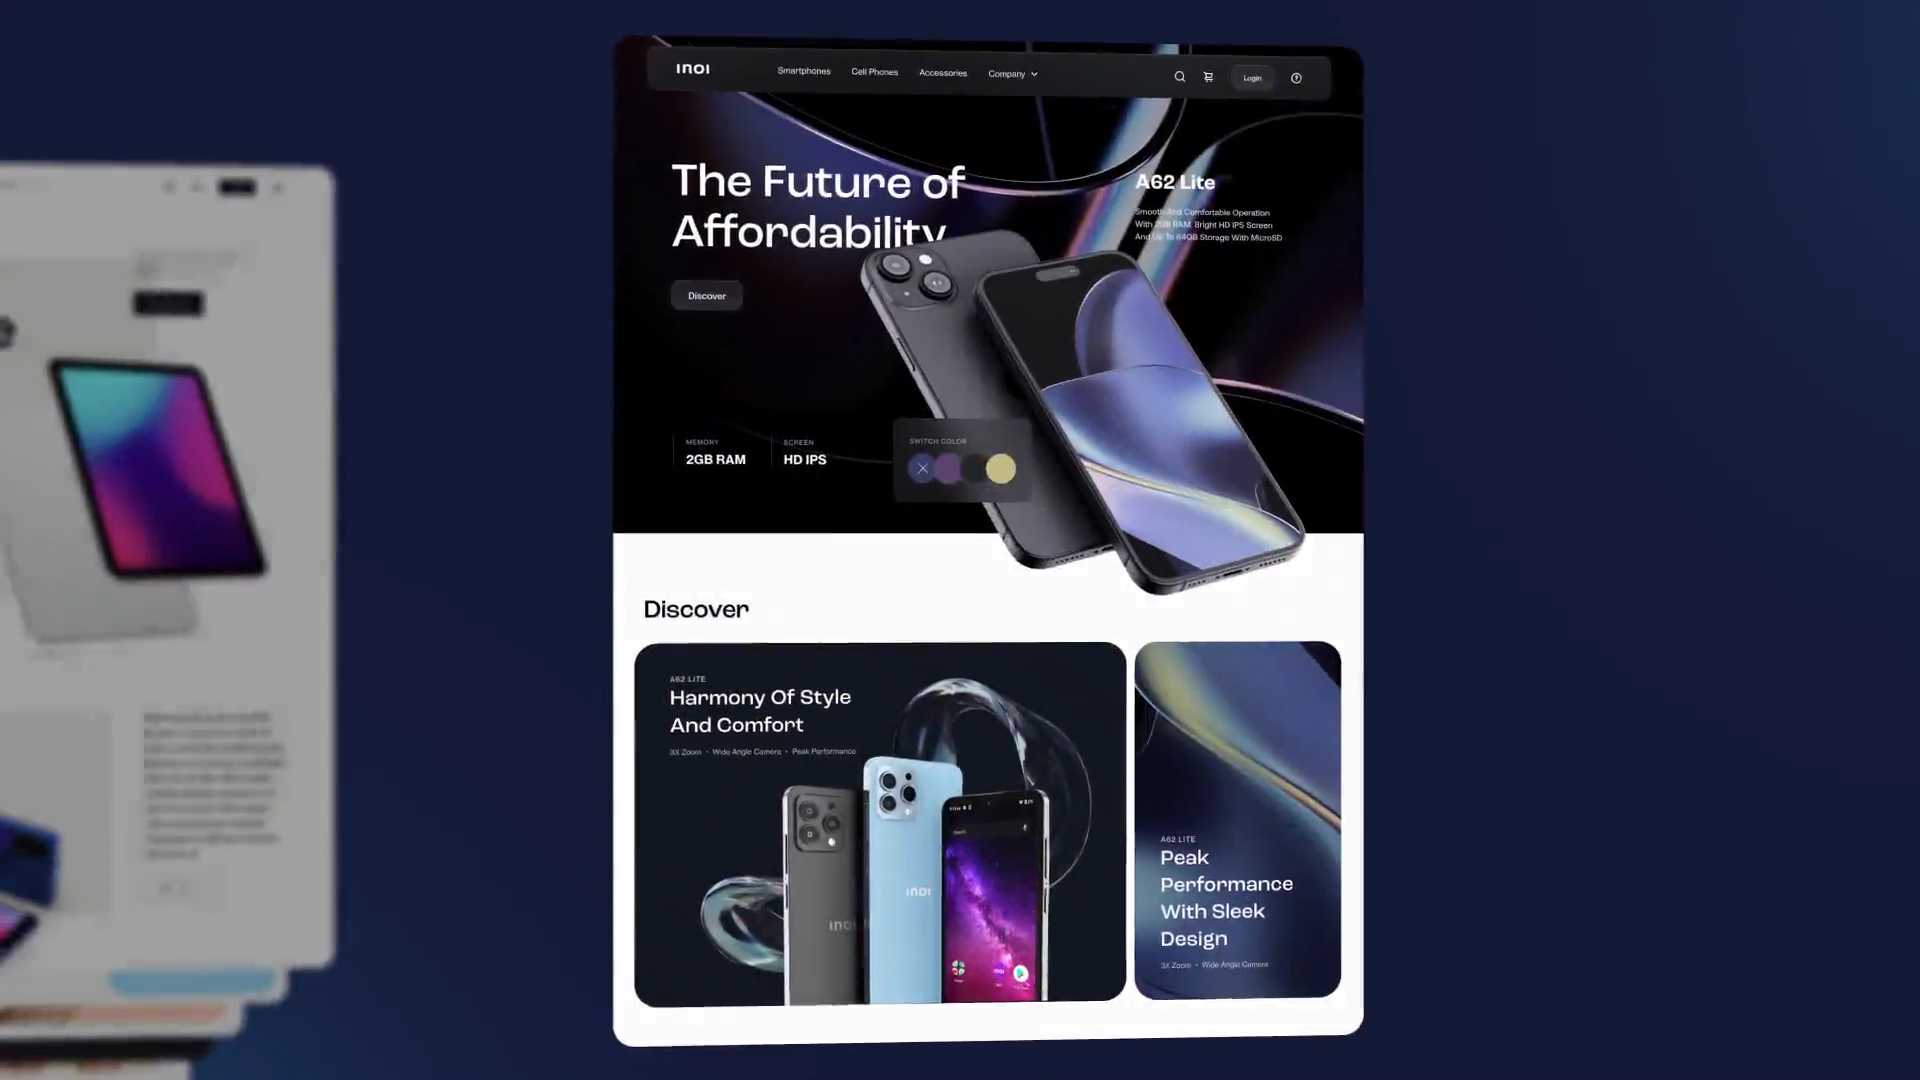 INOI
Smartphones
Cell Phones
Accessories
Company
Login
The Future of
Affordability
Discover
A62 Lite
Smooth And Comfortable Operation
With 2GB RAM, Bright HD IPS Screen
And Up To 64GB Storage With MicroSD
MEMORY
2GB RAM
SCREEN
HD IPS
SWITCH COLOR
Discover
A62 LITE
Harmony Of Style
And Comfort
3X Zoom • Wide Angle Camera • Peak Performance
INOI
INOI
A62 LITE
Peak
Performance
With Sleek
Design
3X Zoom • Wide Angle Camera